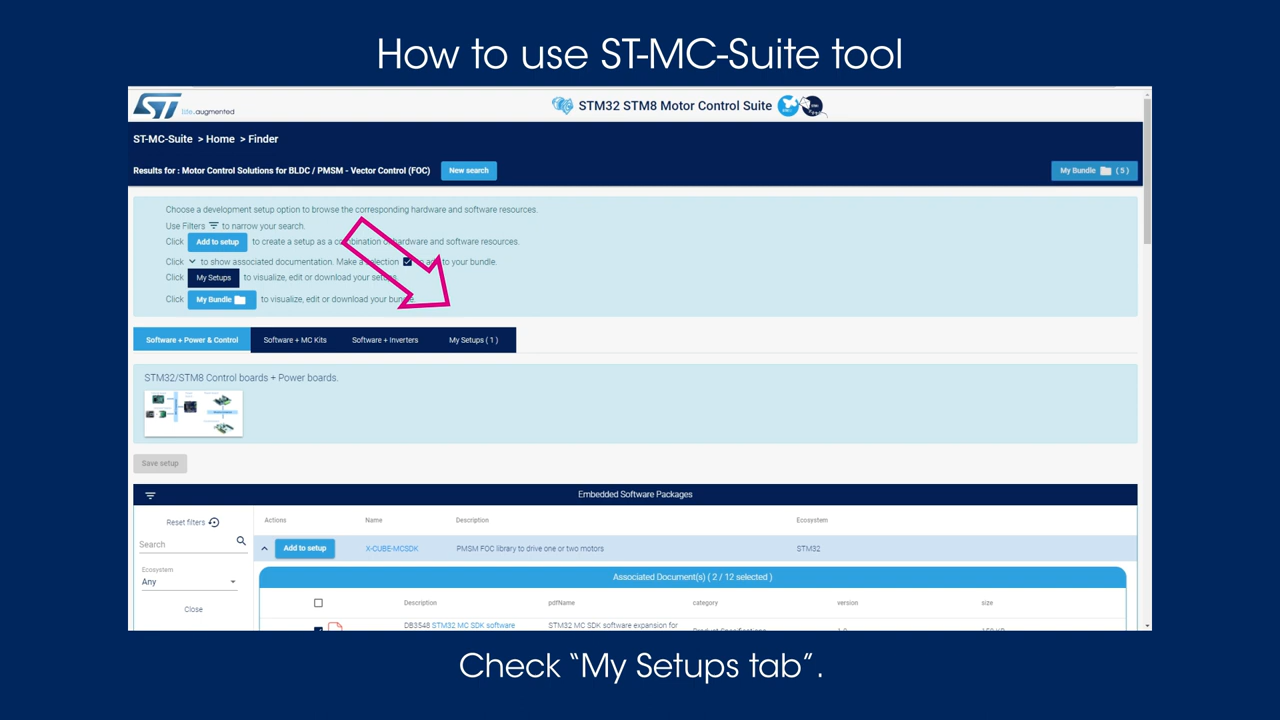 How to use ST-MC-Suite tool
ST life.augmented
STM32 STM8 Motor Control Suite
ST-MC-Suite > Home > Finder
Results for : Motor Control Solutions for BLDC / PMSM - Vector Control (FOC) New search My Bundle ( 5 )
Choose a development setup option to browse the corresponding hardware and software resources.
Use Filters to narrow your search.
Click Add to setup to create a setup as a combination of hardware and software resources.
Click to show associated documentation. Make a selection to add to your bundle.
Click My Setups to visualize, edit or download your setups.
Click My Bundle to visualize, edit or download your bundle.
Software + Power & Control Software + MC Kits Software + Inverters My Setups ( 1 )
STM32/STM8 Control boards + Power boards.
Save setup
Embedded Software Packages
Reset filters Actions Name Description Ecosystem
Search Add to setup X-CUBE-MCSDK PMSM FOC library to drive one or two motors STM32
Ecosystem
Any
Associated Document(s) ( 2 / 12 selected )
Close Description pdfName category version size
DB3548 STM32 MC SDK software STM32 MC SDK software expansion for
Check “My Setups tab”.